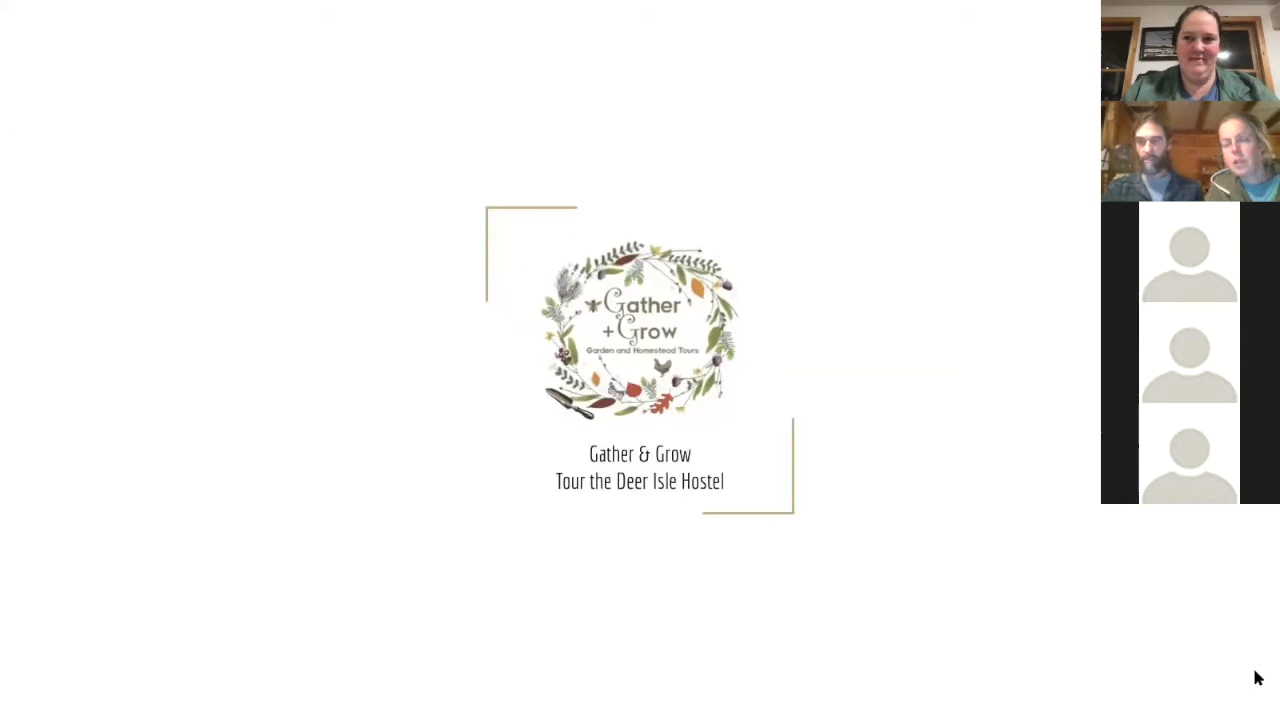 Gather
+Grow
Garden and Homestead Tours
Gather & Grow
Tour the Deer Isle Hostel